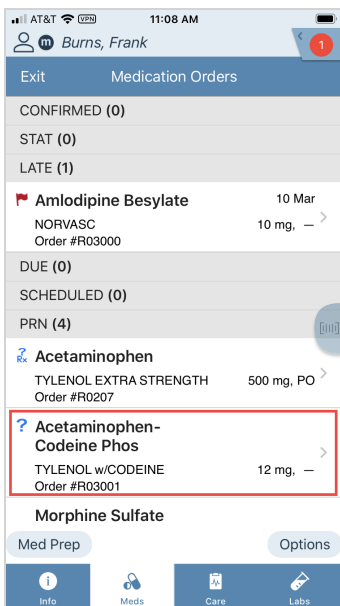 AT&T VPN 11:08 AM
m Burns, Frank 1
Exit Medication Orders
CONFIRMED (0)
STAT (0)
LATE (1)
Amlodipine Besylate 10 Mar
NORVASC 10 mg, —
Order #R03000
DUE (0)
SCHEDULED (0)
PRN (4)
? Rx Acetaminophen
TYLENOL EXTRA STRENGTH 500 mg, PO
Order #R0207
? Acetaminophen-
Codeine Phos
TYLENOL w/CODEINE 12 mg, —
Order #R03001
Morphine Sulfate
Med Prep Options
Info Meds Care Labs